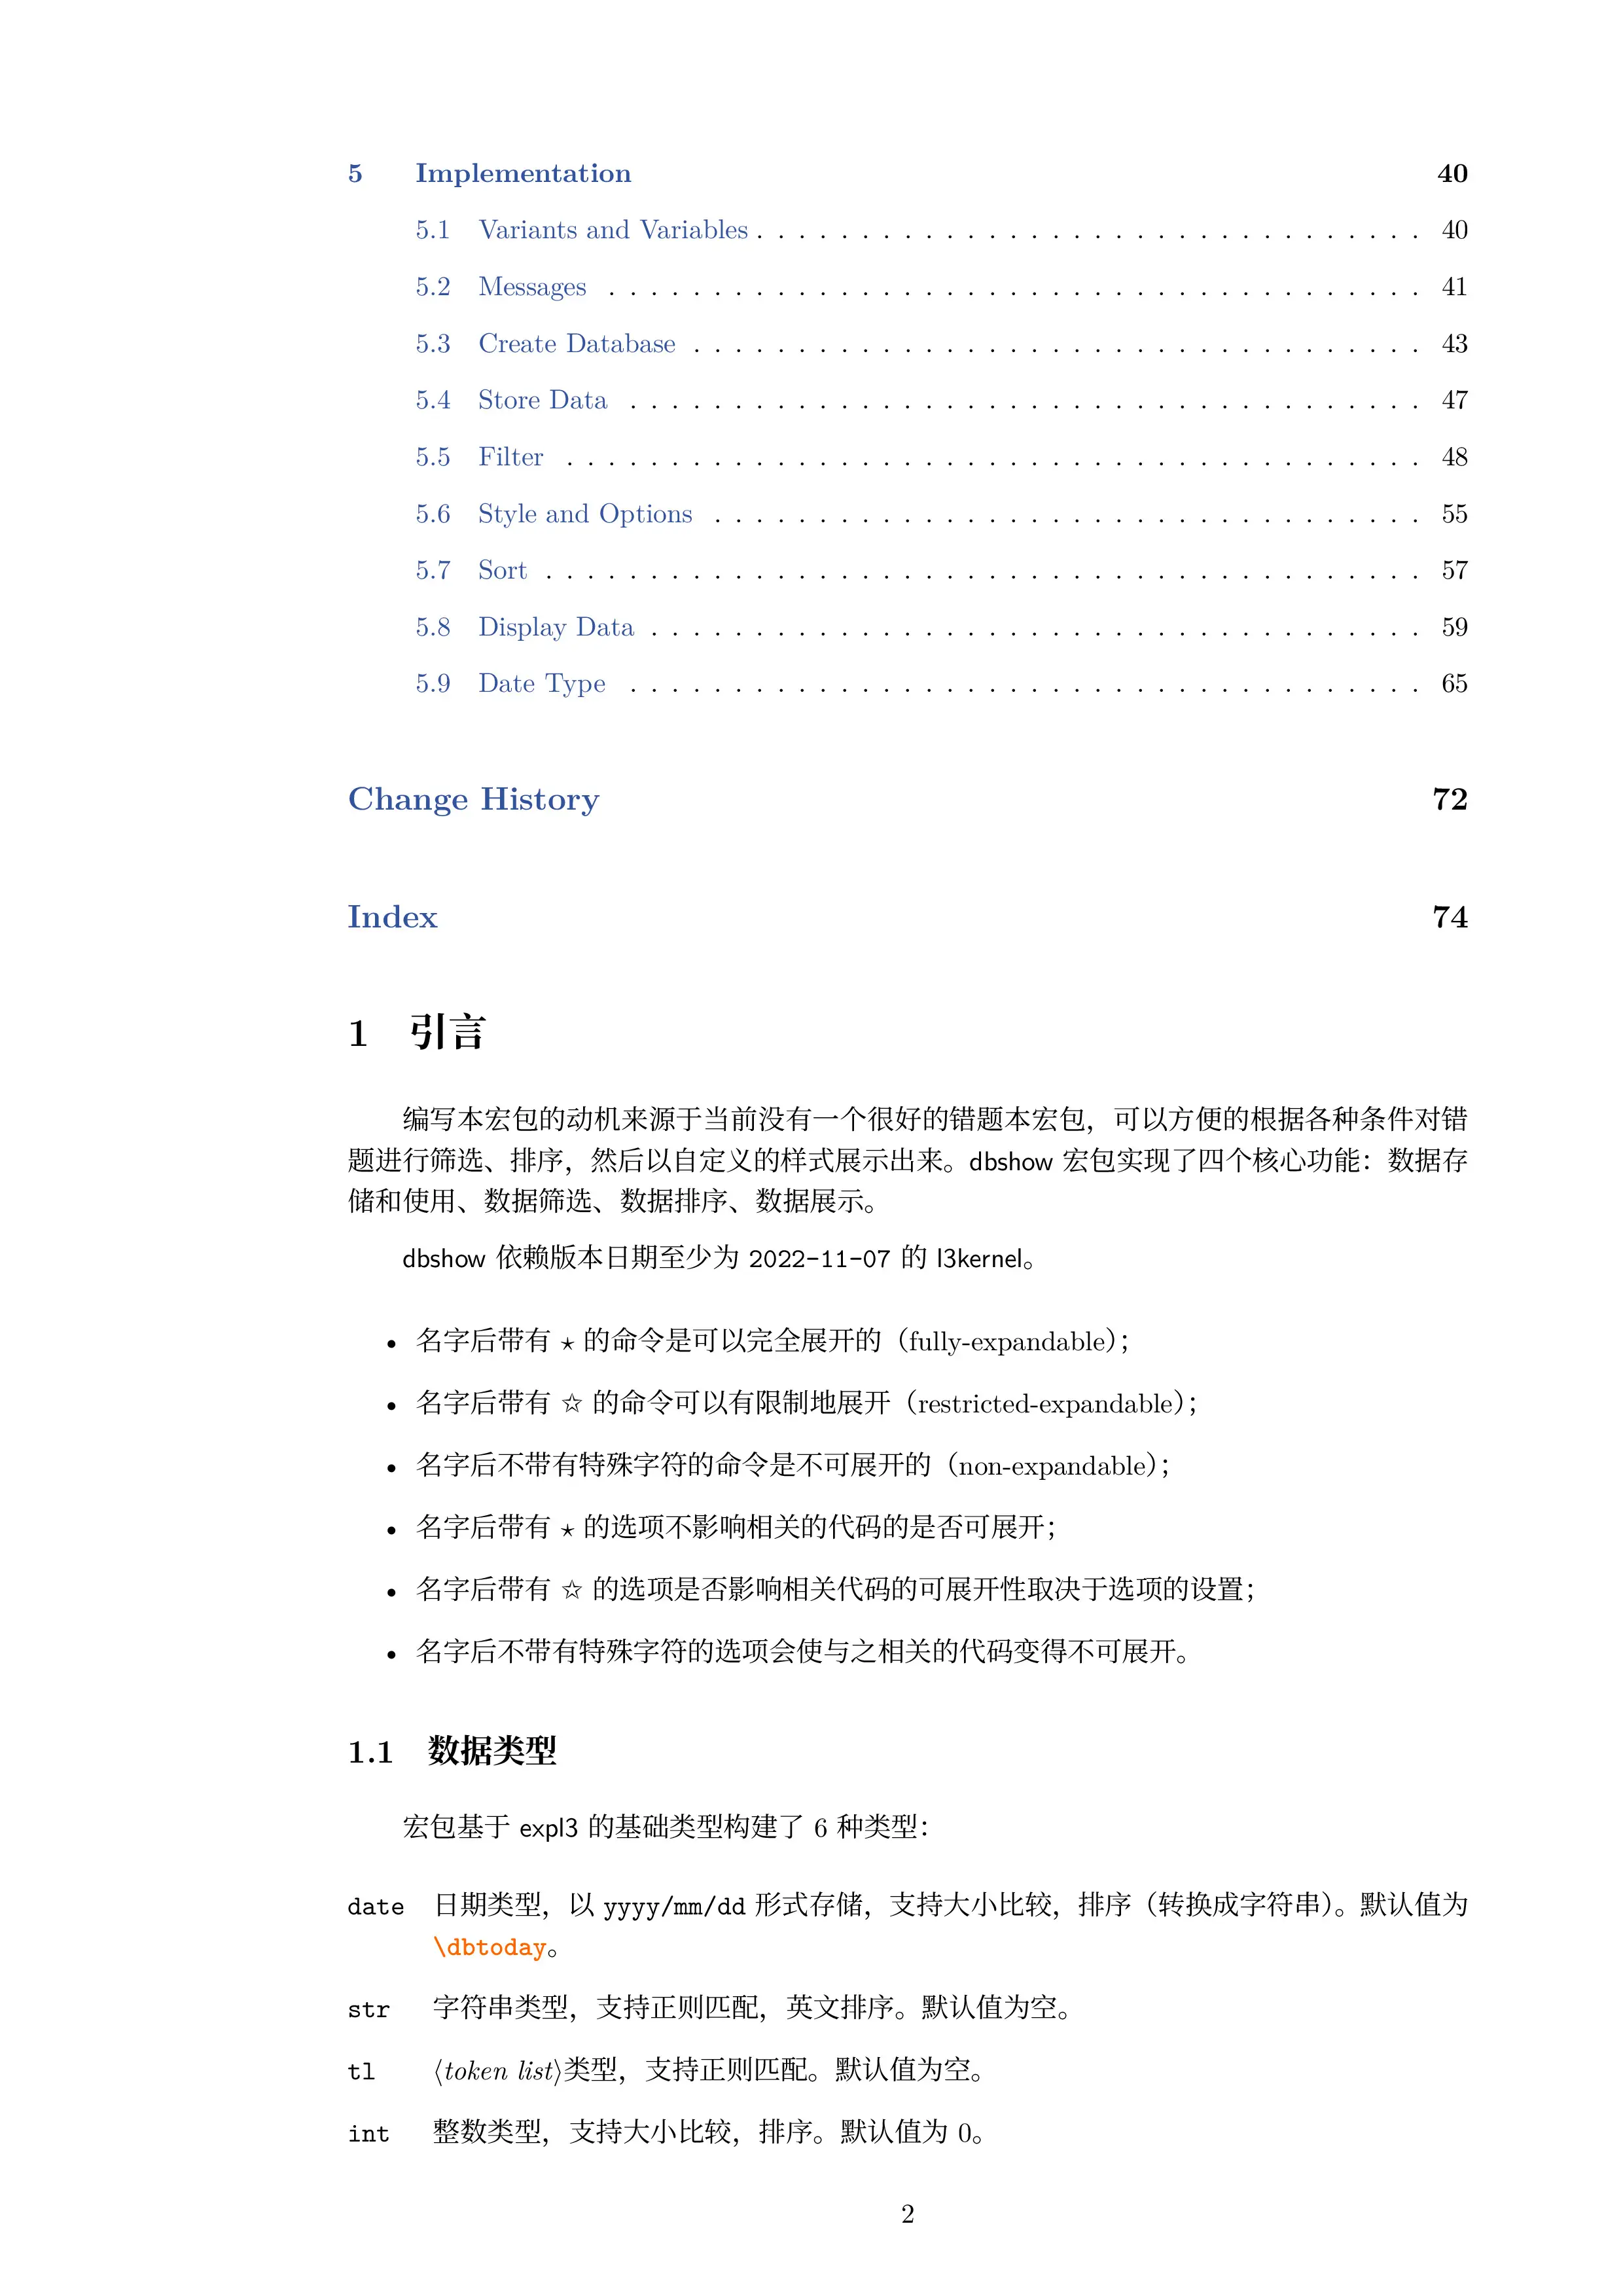 5 Implementation 40
5.1 Variants and Variables . . . . . . . . . . . . . . . . . . . . . . . . . . . . . . . . 40
5.2 Messages . . . . . . . . . . . . . . . . . . . . . . . . . . . . . . . . . . . . . . . 41
5.3 Create Database . . . . . . . . . . . . . . . . . . . . . . . . . . . . . . . . . . . 43
5.4 Store Data . . . . . . . . . . . . . . . . . . . . . . . . . . . . . . . . . . . . . . 47
5.5 Filter . . . . . . . . . . . . . . . . . . . . . . . . . . . . . . . . . . . . . . . . . 48
5.6 Style and Options . . . . . . . . . . . . . . . . . . . . . . . . . . . . . . . . . . 55
5.7 Sort . . . . . . . . . . . . . . . . . . . . . . . . . . . . . . . . . . . . . . . . . . 57
5.8 Display Data . . . . . . . . . . . . . . . . . . . . . . . . . . . . . . . . . . . . . 59
5.9 Date Type . . . . . . . . . . . . . . . . . . . . . . . . . . . . . . . . . . . . . . 65
Change History 72
Index 74
1 引言
编写本宏包的动机来源于当前没有一个很好的错题本宏包，可以方便的根据各种条件对错
题进行筛选、排序，然后以自定义的样式展示出来。dbshow 宏包实现了四个核心功能：数据存
储和使用、数据筛选、数据排序、数据展示。
dbshow 依赖版本日期至少为 2022-11-07 的 l3kernel。
• 名字后带有 ⋆ 的命令是可以完全展开的（fully-expandable）；
• 名字后带有 ☆ 的命令可以有限制地展开（restricted-expandable）；
• 名字后不带有特殊字符的命令是不可展开的（non-expandable）；
• 名字后带有 ⋆ 的选项不影响相关的代码的是否可展开；
• 名字后带有 ☆ 的选项是否影响相关代码的可展开性取决于选项的设置；
• 名字后不带有特殊字符的选项会使与之相关的代码变得不可展开。
1.1 数据类型
宏包基于 expl3 的基础类型构建了 6 种类型：
date 日期类型，以 yyyy/mm/dd 形式存储，支持大小比较，排序（转换成字符串）。默认值为
\dbtoday。
str 字符串类型，支持正则匹配，英文排序。默认值为空。
tl ⟨token list⟩类型，支持正则匹配。默认值为空。
int 整数类型，支持大小比较，排序。默认值为 0。
2